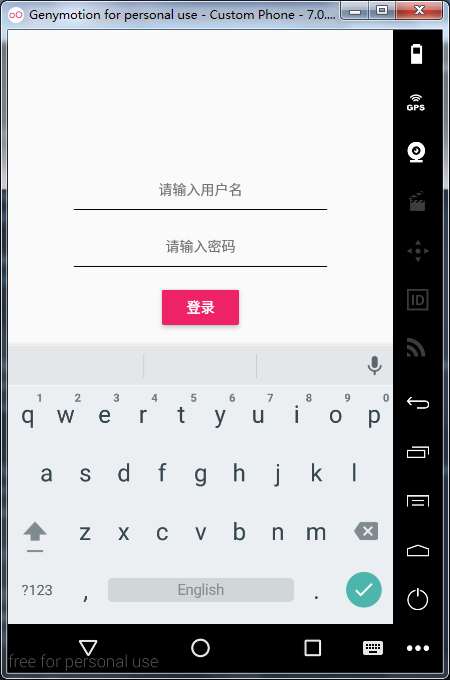 Genymotion for personal use - Custom Phone - 7.0....
GPS
请输入用户名
请输入密码
ID
登录
1 2 3 4 5 6 7 8 9 0
q w e r t y u i o p
a s d f g h j k l
z x c v b n m
?123 , English .
free for personal use